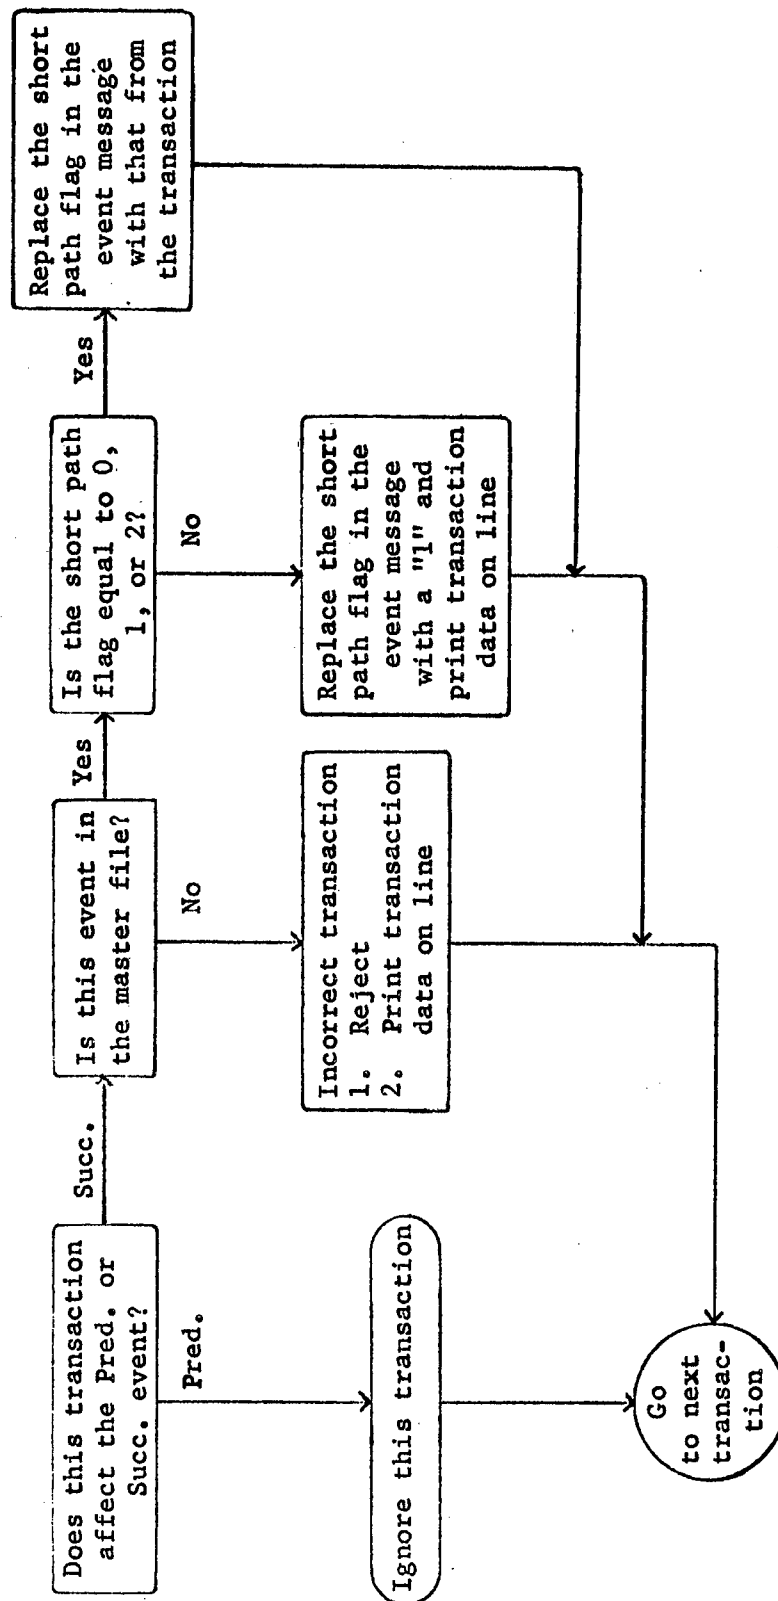 Does this transaction
affect the Pred. or
Succ. event?
Succ.
Pred.
Ignore this transaction
Is this event in
the master file?
Yes
No
Incorrect transaction
1. Reject
2. Print transaction
data on line
Is the short path
flag equal to 0,
1, or 2?
Yes
No
Replace the short
path flag in the
event message
with a "1" and
print transaction
data on line
Replace the short
path flag in the
event message
with that from
the transaction
Go
to next
transac-
tion